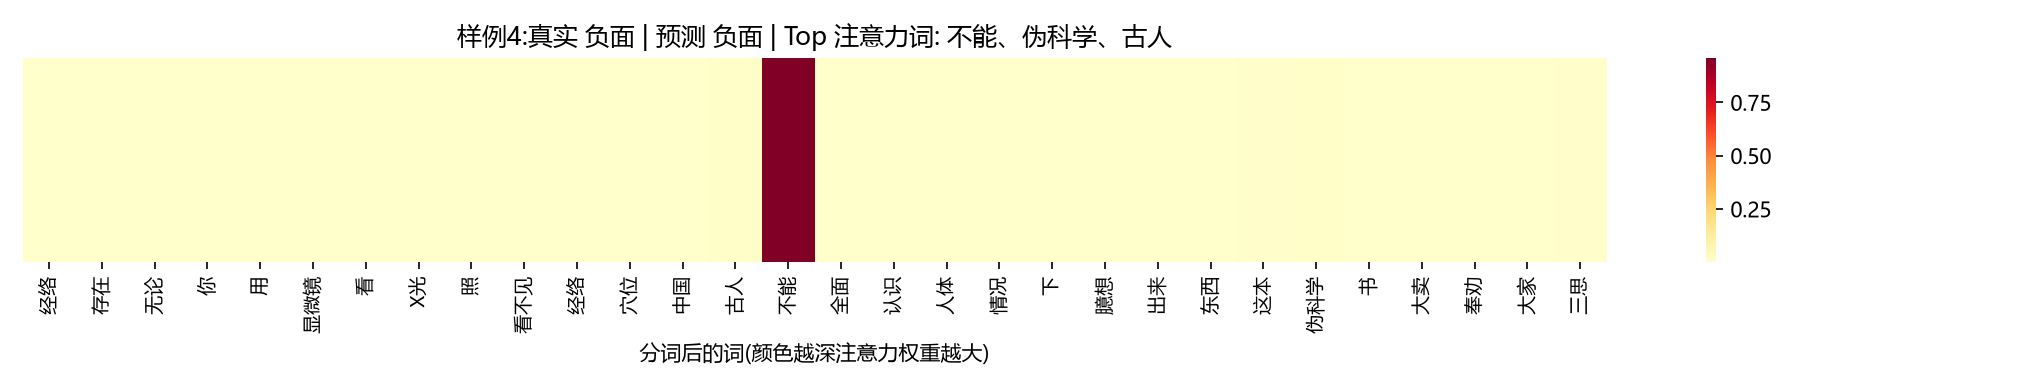 样例4:真实 负面 | 预测 负面 | Top 注意力词: 不能、伪科学、古人
0.75
0.50
0.25
经络 存在 无论 你 用 显微镜 看 X光 照 看不见 经络 穴位 中国 古人 不能 全面 认识 人体 情况 下 臆想 出来 东西 这本 伪科学 书 大卖 奉劝 大家 三思
分词后的词(颜色越深注意力权重越大)